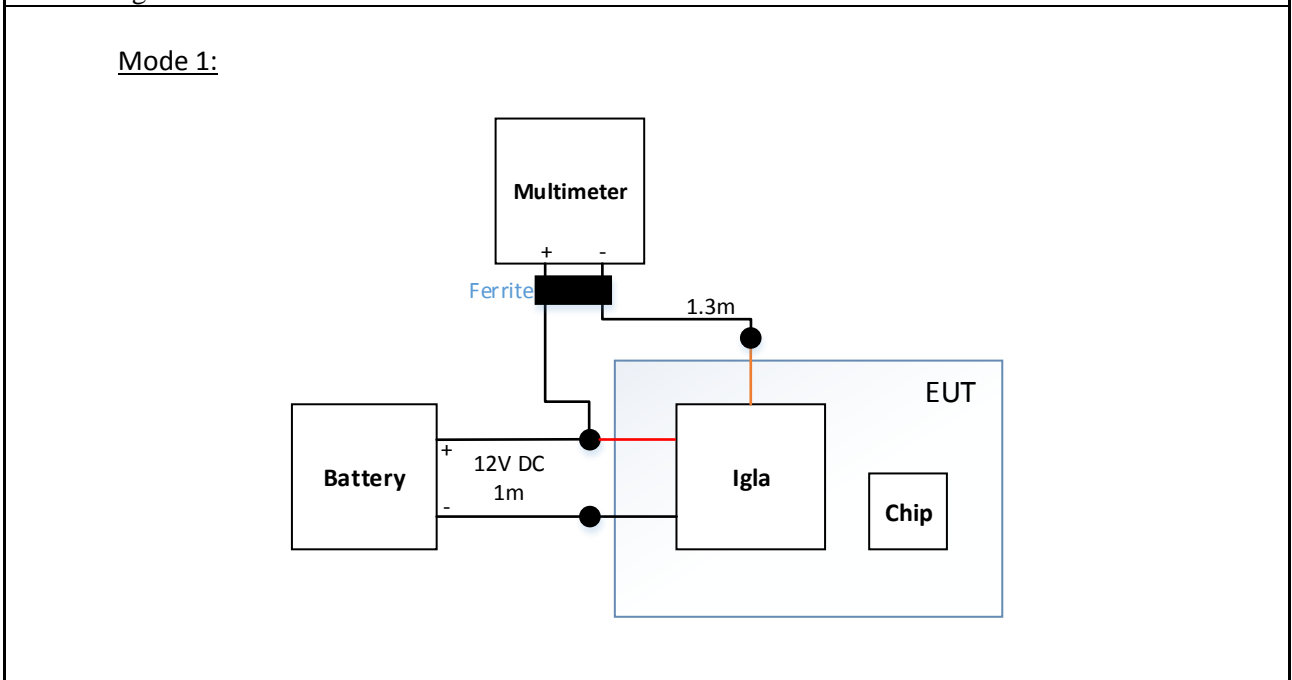 Mode 1:
Multimeter
+ -
Ferrite
1.3m
EUT
+
12V DC
Battery
Igla
1m
Chip
-